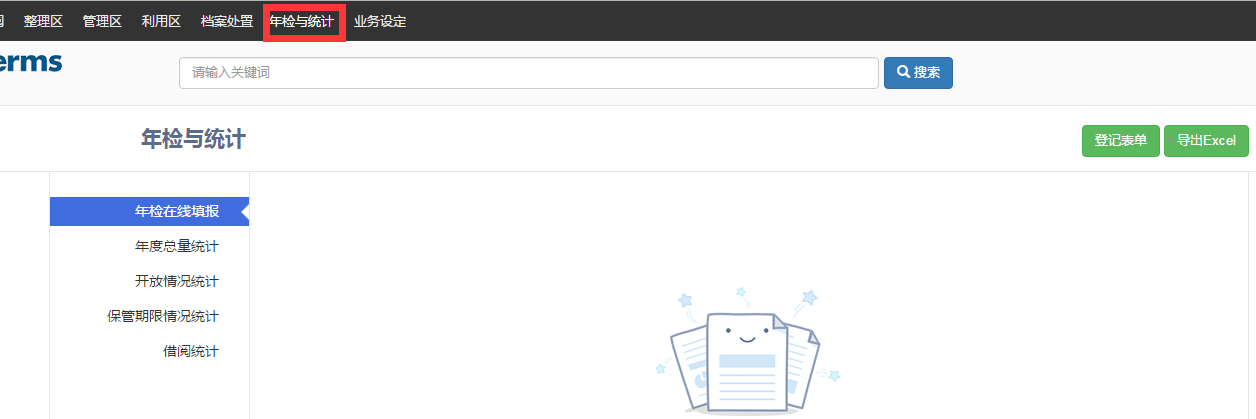 整理区 管理区 利用区 档案处置 年检与统计 业务设定
erms
请输入关键词 搜索
年检与统计
登记表单 导出Excel
年检在线填报
年度总量统计
开放情况统计
保管期限情况统计
借阅统计